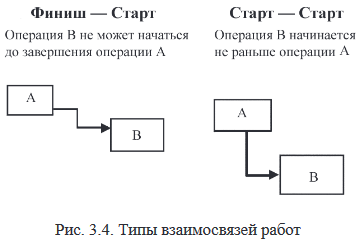 Финиш — Старт
Операция В не может начаться
до завершения операции А
А
В
Старт — Старт
Операция В начинается
не раньше операции А
А
В
Рис. 3.4. Типы взаимосвязей работ